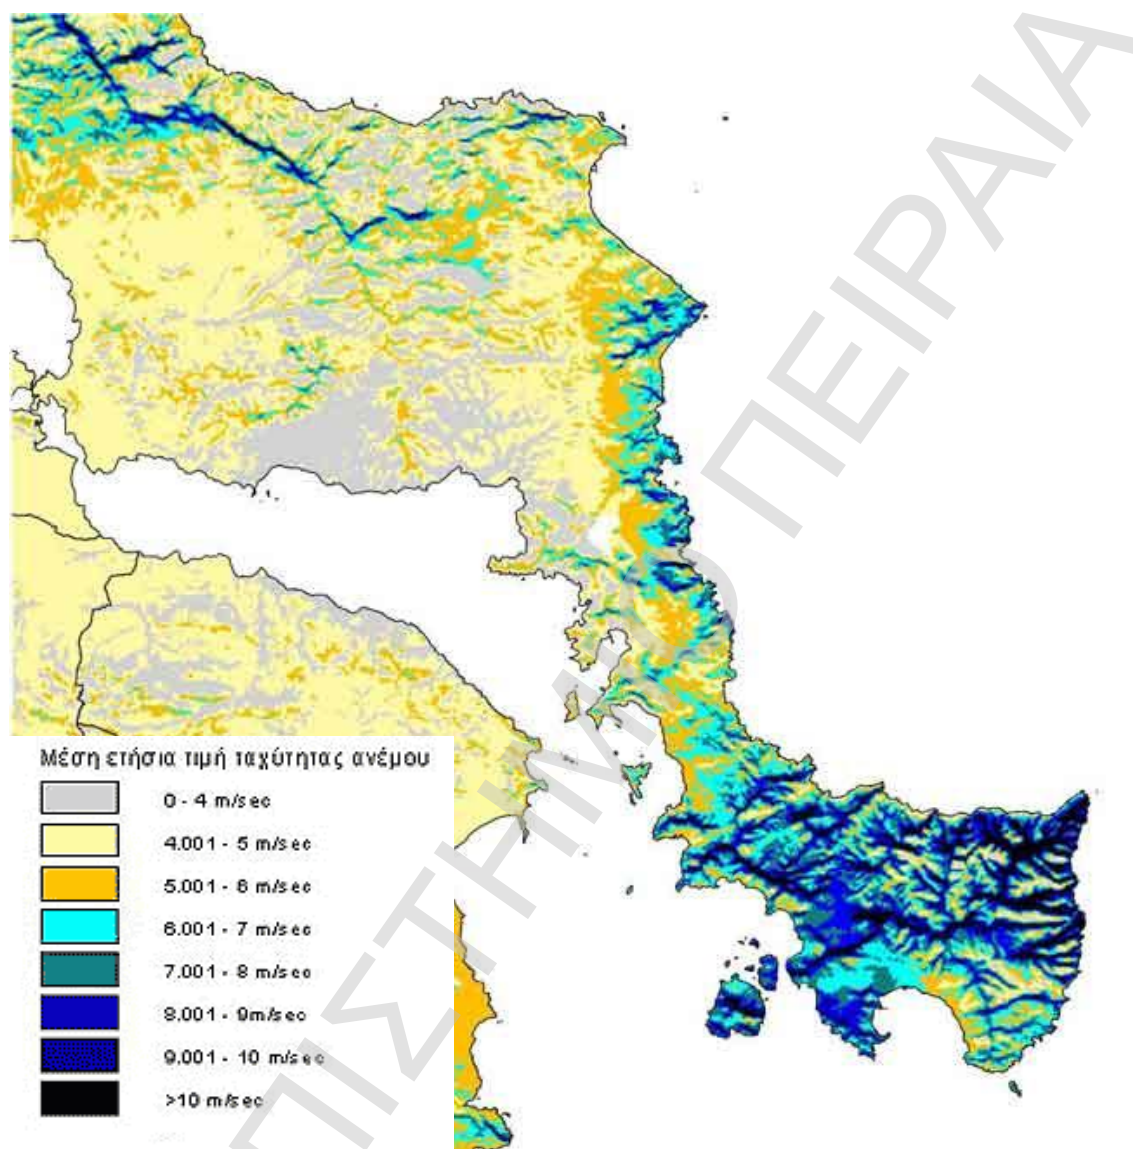 Μέση ετήσια τιμή ταχύτητας ανέμου
0 - 4 m/sec
4.001 - 5 m/sec
5.001 - 6 m/sec
6.001 - 7 m/sec
7.001 - 8 m/sec
8.001 - 9m/sec
9.001 - 10 m/sec
>10 m/sec
ΠΕΙΡΑΙΑ